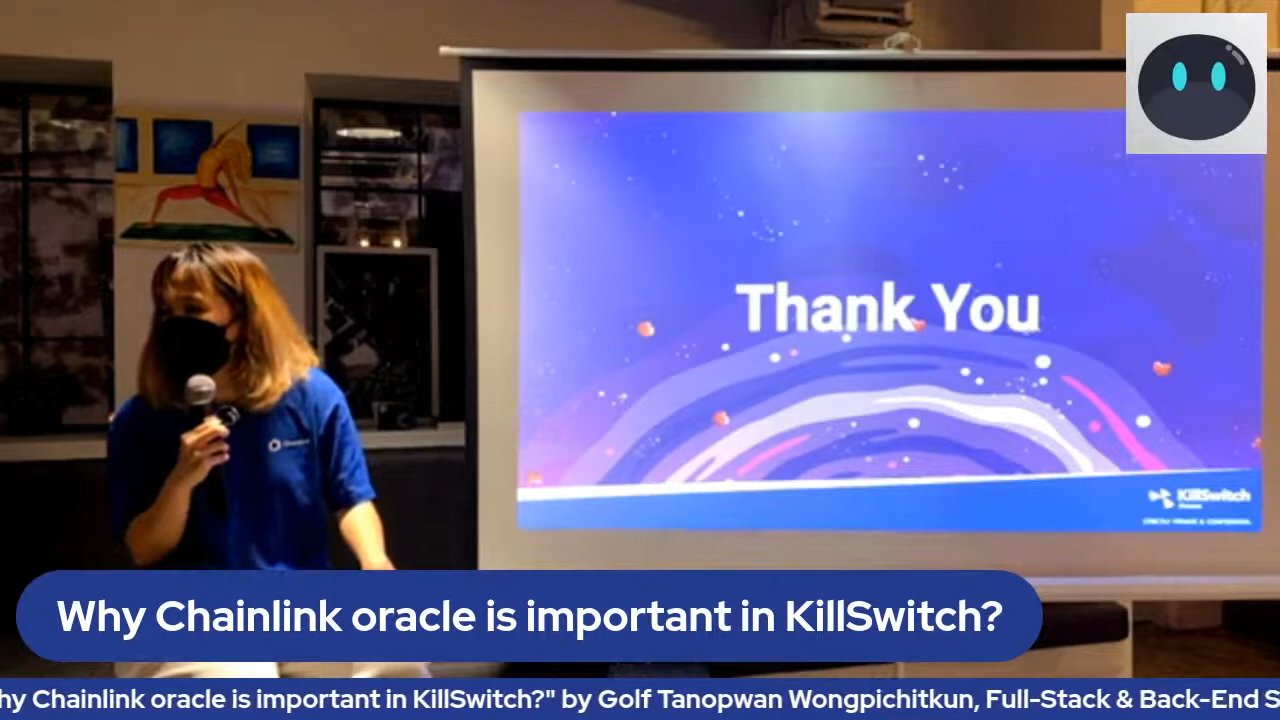 Thank You
KillSwitch
Why Chainlink oracle is important in KillSwitch?
hy Chainlink oracle is important in KillSwitch?" by Golf Tanopwan Wongpichitkun, Full-Stack & Back-End S